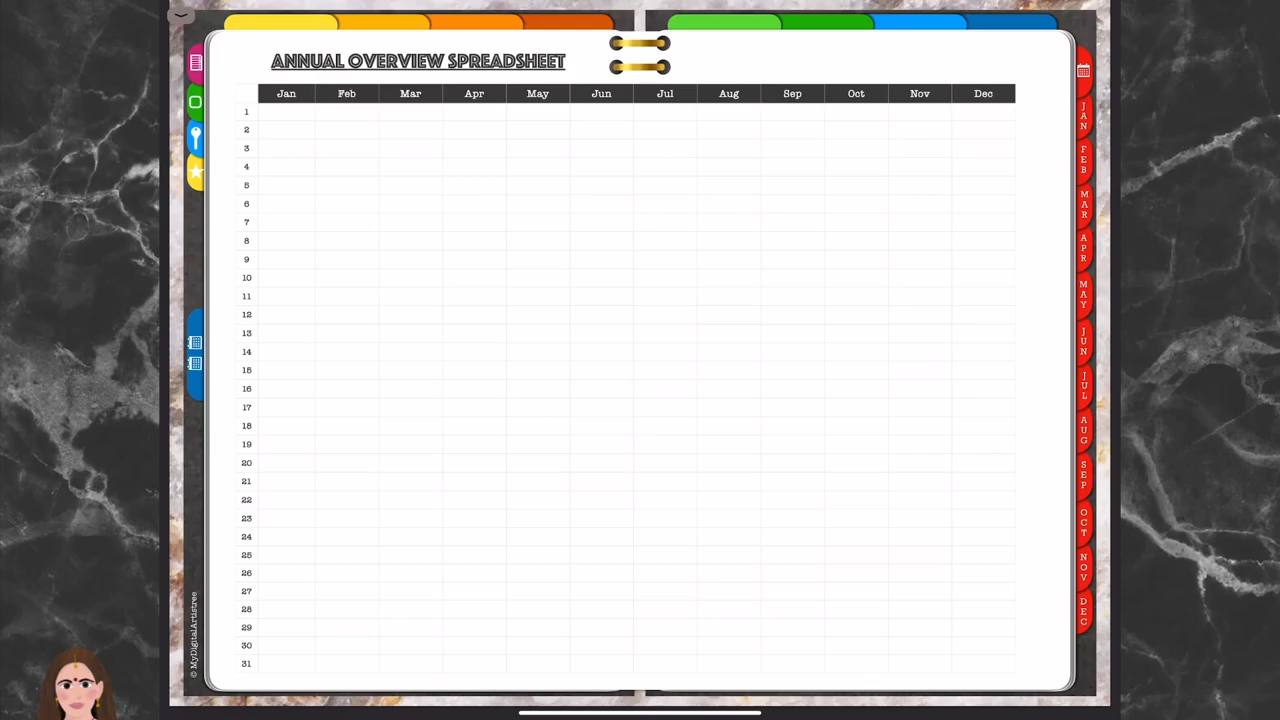 ANNUAL OVERVIEW SPREADSHEET
Jan Feb Mar Apr May Jun Jul Aug Sep Oct Nov Dec
1
2
3
4
5
6
7
8
9
10
11
12
13
14
15
16
17
18
19
20
21
22
23
24
25
26
27
28
29
30
31
JAN
FEB
MAR
APR
MAY
JUN
JUL
AUG
SEP
OCT
NOV
DEC
© MyDigitalArtistree